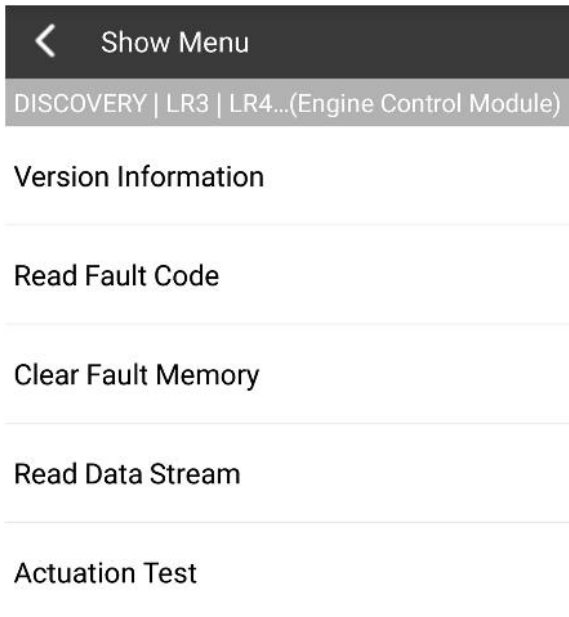 Show Menu
DISCOVERY | LR3 | LR4...(Engine Control Module)
Version Information
Read Fault Code
Clear Fault Memory
Read Data Stream
Actuation Test